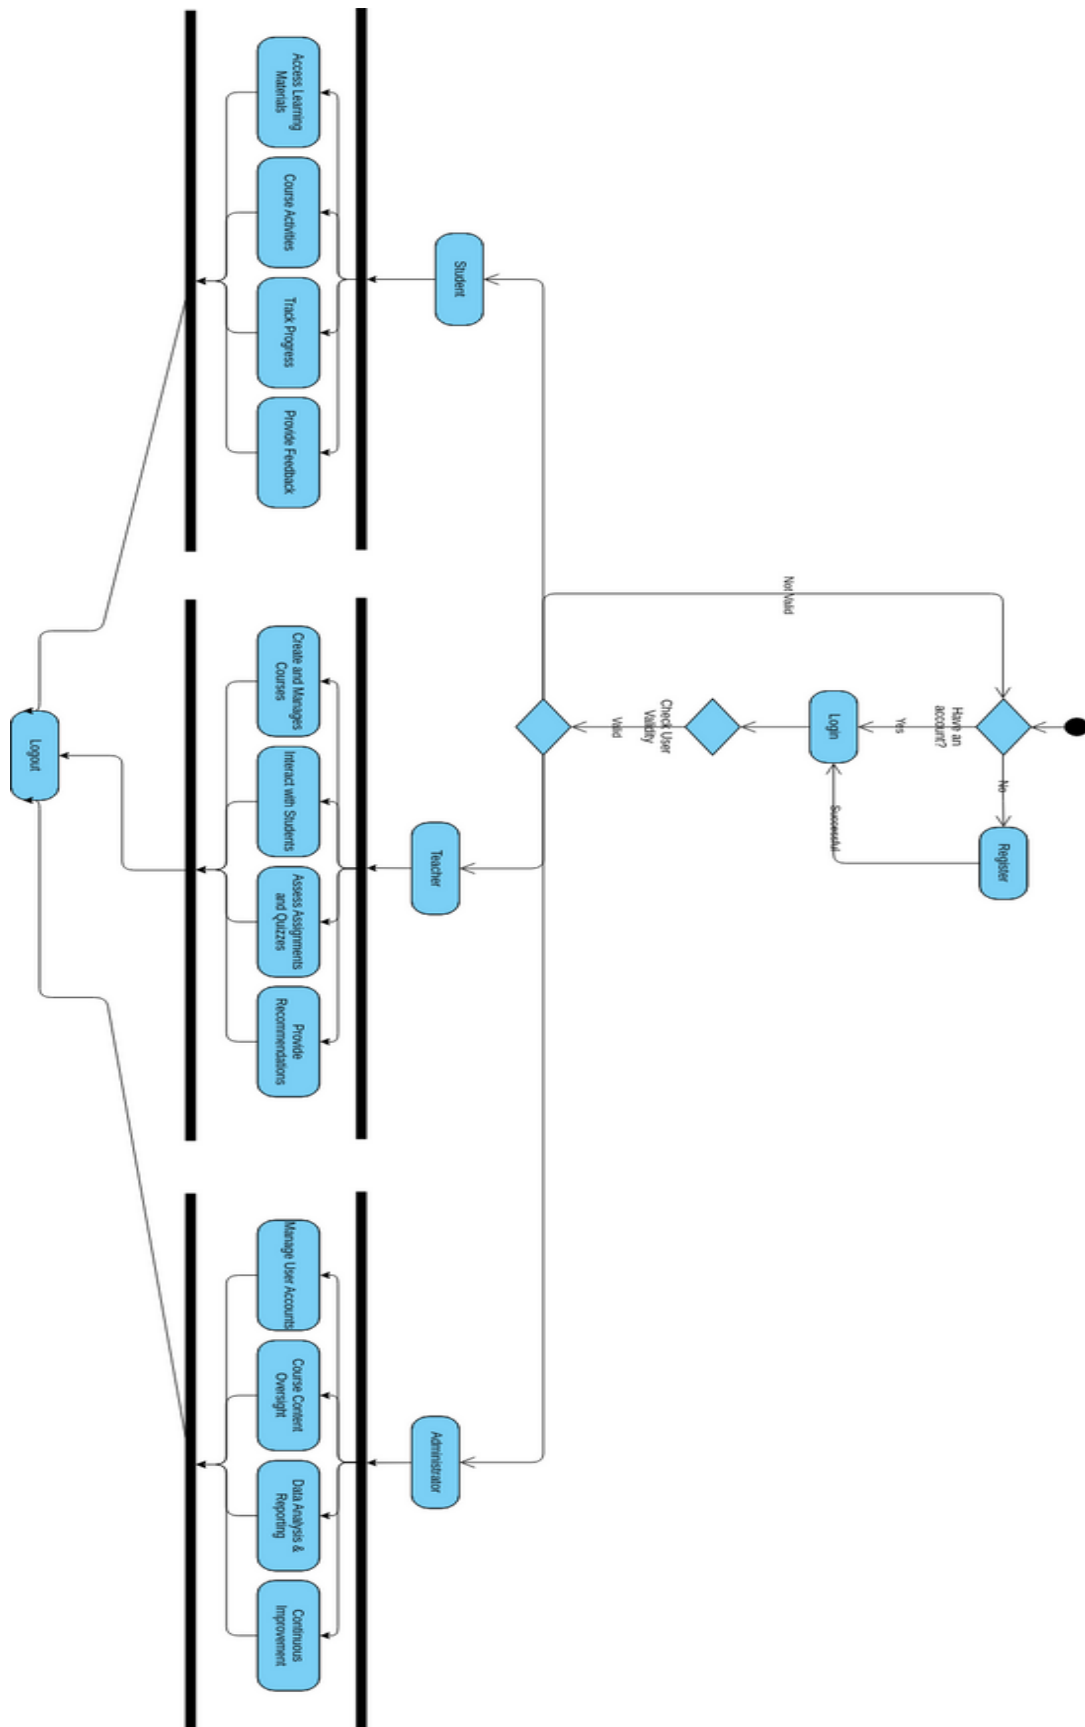 Have an
account?
No
Register
Yes
Successful
Login
Check User
Validity
Valid
Not Valid
Student
Teacher
Administrator
Access Learning
Materials
Course Activities
Track Progress
Provide Feedback
Create and Manages
Courses
Interact with Students
Assess Assignments
and Quizzes
Provide
Recommendations
Manage User Accounts
Course Content
Oversight
Data Analysis &
Reporting
Continuous
Improvement
Logout